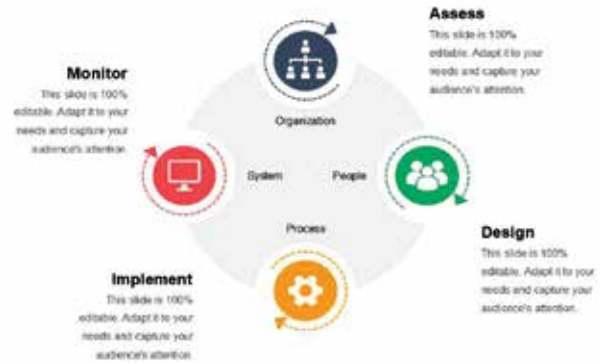 Assess
This slide is 100%
editable. Adapt it to your
needs and capture your
audience's attention.
Monitor
This slide is 100%
editable. Adapt it to your
needs and capture your
audience's attention.
Organization
System
People
Process
Design
This slide is 100%
editable. Adapt it to your
needs and capture your
audience's attention.
Implement
This slide is 100%
editable. Adapt it to your
needs and capture your
audience's attention.